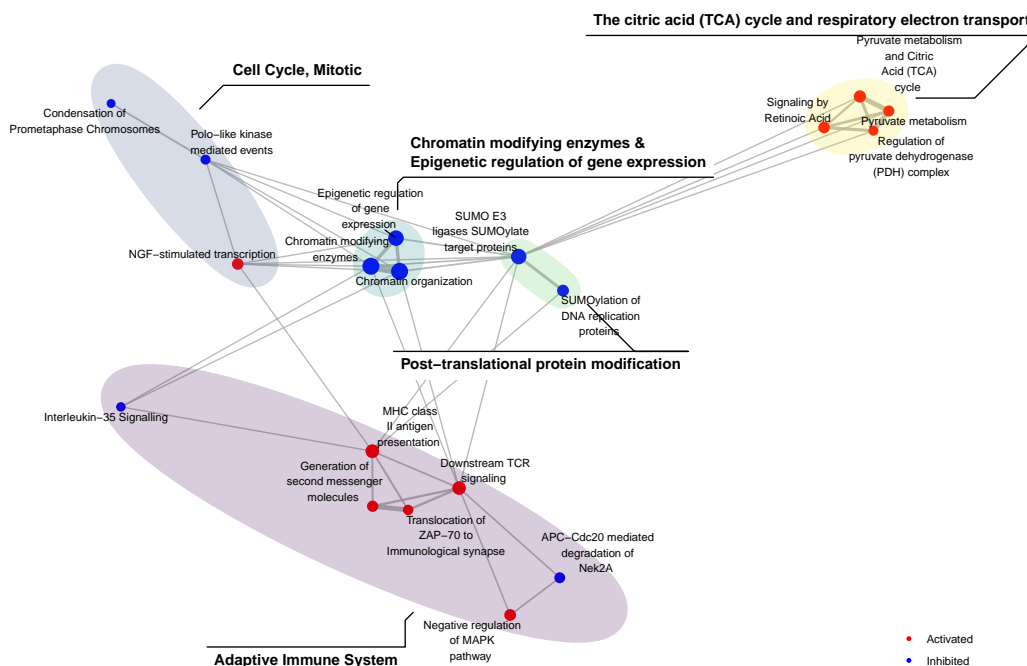 The citric acid (TCA) cycle and respiratory electron transport
Pyruvate metabolism
and Citric
Acid (TCA)
cycle
Signaling by
Retinoic Acid
Pyruvate metabolism
Regulation of
pyruvate dehydrogenase
(PDH) complex
Cell Cycle, Mitotic
Condensation of
Prometaphase Chromosomes
Polo−like kinase
mediated events
NGF−stimulated transcription
Chromatin modifying enzymes &
Epigenetic regulation of gene expression
Epigenetic regulation
of gene
expression
Chromatin modifying
enzymes
Chromatin organization
SUMO E3
ligases SUMOylate
target proteins
SUMOylation of
DNA replication
proteins
Post−translational protein modification
Interleukin−35 Signalling
MHC class
II antigen
presentation
Generation of
second messenger
molecules
Downstream TCR
signaling
Translocation of
ZAP−70 to
Immunological synapse
APC−Cdc20 mediated
degradation of
Nek2A
Negative regulation
of MAPK
pathway
Adaptive Immune System
Activated
Inhibited